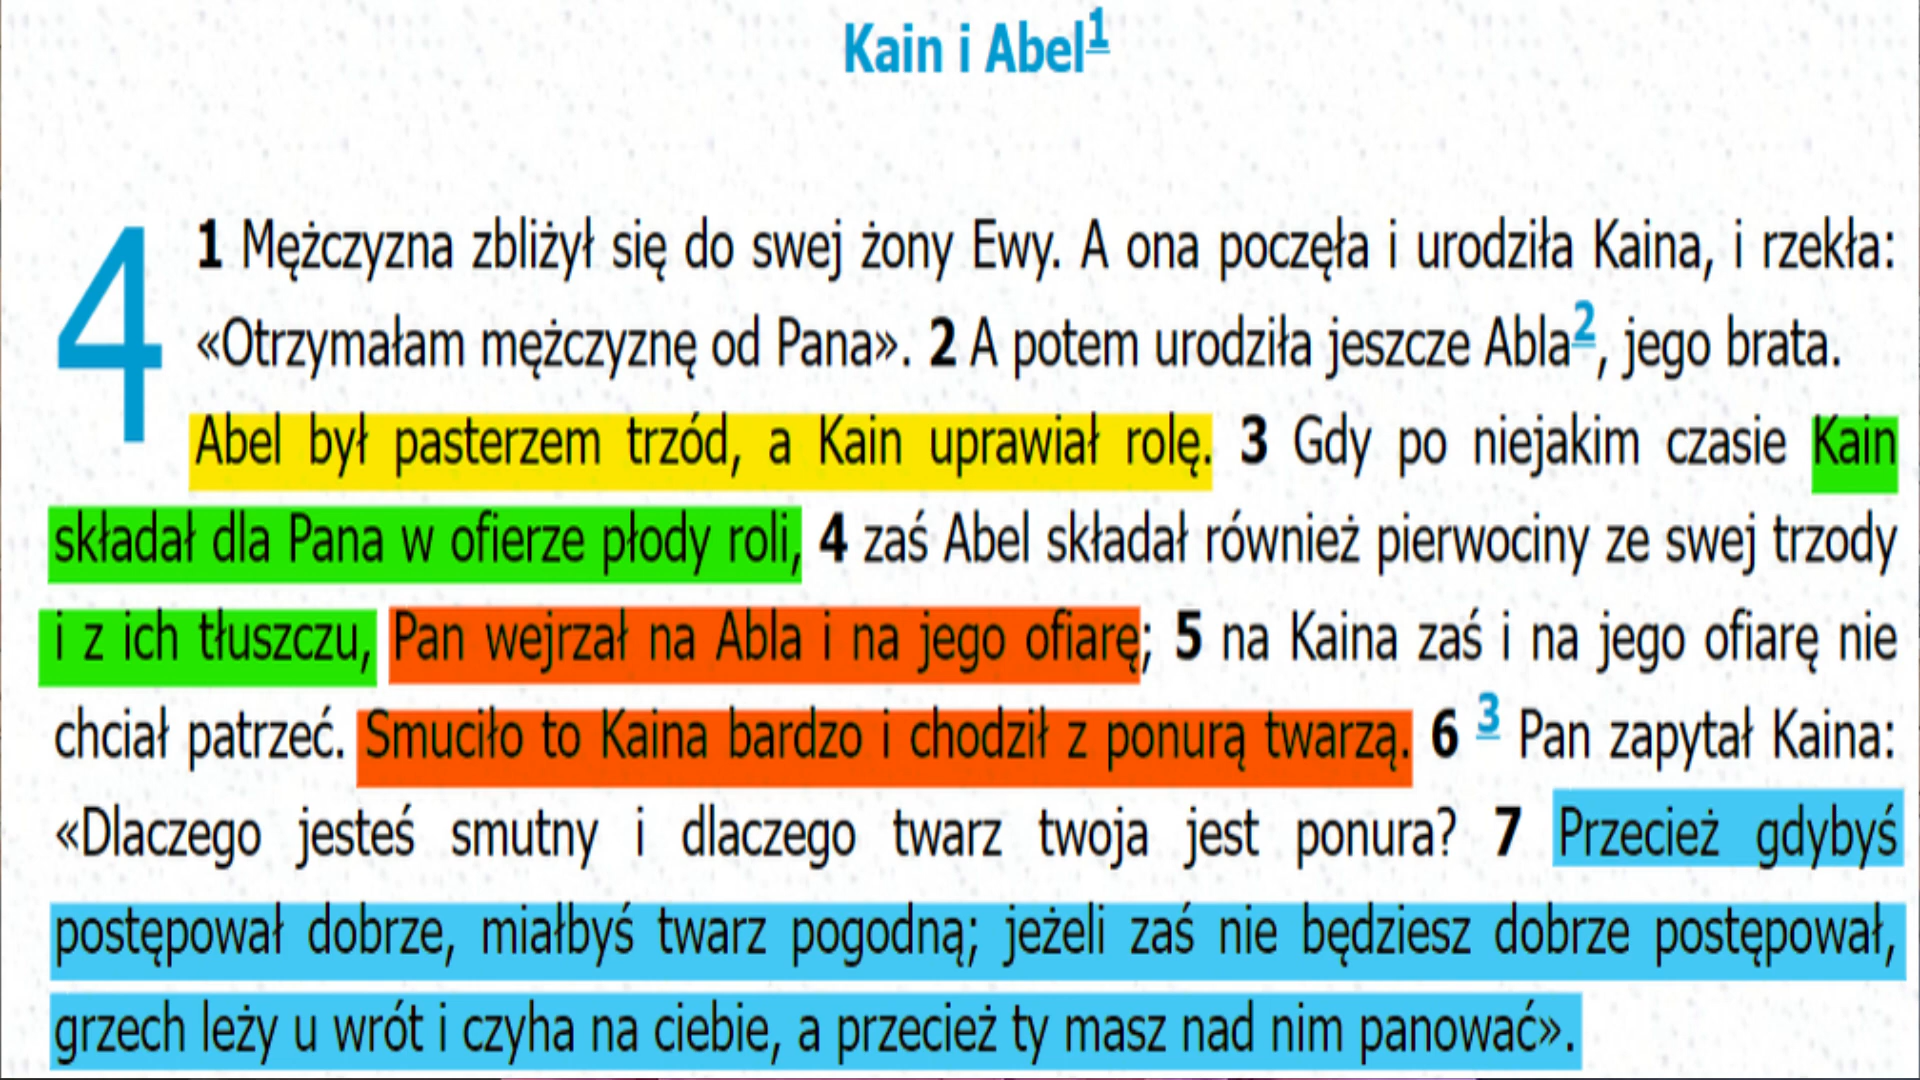 Kain i Abel1
4
1 Mężczyzna zbliżył się do swej żony Ewy. A ona poczęła i urodziła Kaina, i rzekła:
«Otrzymałam mężczyznę od Pana». 2 A potem urodziła jeszcze Abla2, jego brata.
Abel był pasterzem trzód, a Kain uprawiał rolę. 3 Gdy po niejakim czasie Kain
składał dla Pana w ofierze płody roli, 4 zaś Abel składał również pierwociny ze swej trzody
i z ich tłuszczu, Pan wejrzał na Abla i na jego ofiarę; 5 na Kaina zaś i na jego ofiarę nie
chciał patrzeć. Smuciło to Kaina bardzo i chodził z ponurą twarzą. 6 3 Pan zapytał Kaina:
«Dlaczego jesteś smutny i dlaczego twarz twoja jest ponura? 7 Przecież gdybyś
postępował dobrze, miałbyś twarz pogodną; jeżeli zaś nie będziesz dobrze postępował,
grzech leży u wrót i czyha na ciebie, a przecież ty masz nad nim panować».